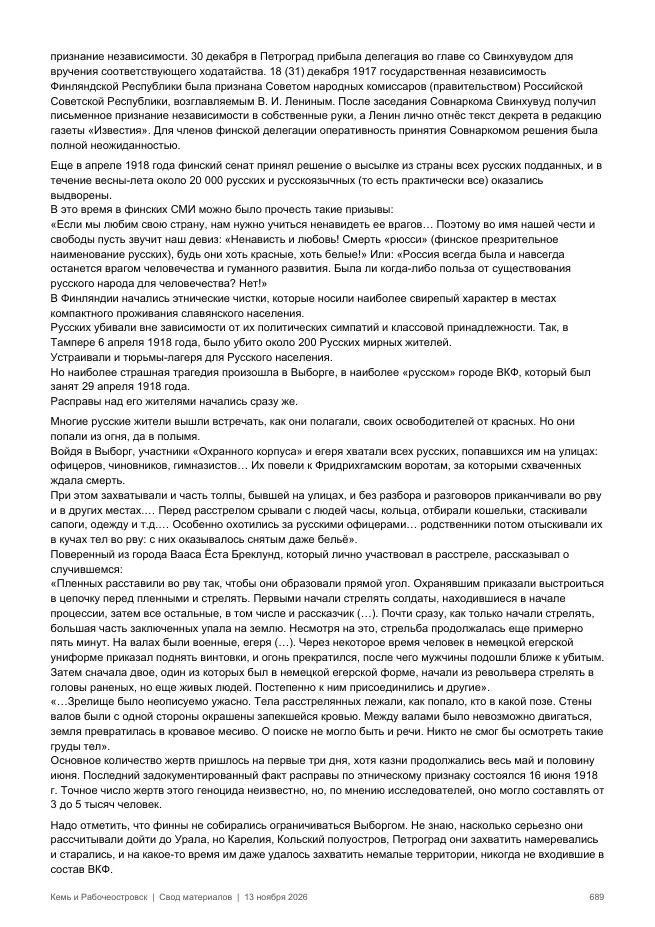 признание независимости. 30 декабря в Петроград прибыла делегация во главе со Свинхувудом для
вручения соответствующего ходатайства. 18 (31) декабря 1917 государственная независимость
Финляндской Республики была признана Советом народных комиссаров (правительством) Российской
Советской Республики, возглавляемым В. И. Лениным. После заседания Совнаркома Свинхувуд получил
письменное признание независимости в собственные руки, а Ленин лично отнёс текст декрета в редакцию
газеты «Известия». Для членов финской делегации оперативность принятия Совнаркомом решения была
полной неожиданностью.
Еще в апреле 1918 года финский сенат принял решение о высылке из страны всех русских подданных, и в
течение весны-лета около 20 000 русских и русскоязычных (то есть практически все) оказались
выдворены.
В это время в финских СМИ можно было прочесть такие призывы:
«Если мы любим свою страну, нам нужно учиться ненавидеть ее врагов… Поэтому во имя нашей чести и
свободы пусть звучит наш девиз: «Ненависть и любовь! Смерть «рюсси» (финское презрительное
наименование русских), будь они хоть красные, хоть белые!» Или: «Россия всегда была и навсегда
останется врагом человечества и гуманного развития. Была ли когда-либо польза от существования
русского народа для человечества? Нет!»
В Финляндии начались этнические чистки, которые носили наиболее свирепый характер в местах
компактного проживания славянского населения.
Русских убивали вне зависимости от их политических симпатий и классовой принадлежности. Так, в
Тампере 6 апреля 1918 года, было убито около 200 Русских мирных жителей.
Устраивали и тюрьмы-лагеря для Русского населения.
Но наиболее страшная трагедия произошла в Выборге, в наиболее «русском» городе ВКФ, который был
занят 29 апреля 1918 года.
Расправы над его жителями начались сразу же.
Многие русские жители вышли встречать, как они полагали, своих освободителей от красных. Но они
попали из огня, да в полымя.
Войдя в Выборг, участники «Охранного корпуса» и егеря хватали всех русских, попавшихся им на улицах:
офицеров, чиновников, гимназистов… Их повели к Фридрихгамским воротам, за которыми схваченных
ждала смерть.
При этом захватывали и часть толпы, бывшей на улицах, и без разбора и разговоров приканчивали во рву
и в других местах.… Перед расстрелом срывали с людей часы, кольца, отбирали кошельки, стаскивали
сапоги, одежду и т.д.… Особенно охотились за русскими офицерами… родственники потом отыскивали их
в кучах тел во рву: с них оказывалось снятым даже бельё».
Поверенный из города Вааса Ёста Бреклунд, который лично участвовал в расстреле, рассказывал о
случившемся:
«Пленных расставили во рву так, чтобы они образовали прямой угол. Охранявшим приказали выстроиться
в цепочку перед пленными и стрелять. Первыми начали стрелять солдаты, находившиеся в начале
процессии, затем все остальные, в том числе и рассказчик (…). Почти сразу, как только начали стрелять,
большая часть заключенных упала на землю. Несмотря на это, стрельба продолжалась еще примерно
пять минут. На валах были военные, егеря (…). Через некоторое время человек в немецкой егерской
униформе приказал поднять винтовки, и огонь прекратился, после чего мужчины подошли ближе к убитым.
Затем сначала двое, один из которых был в немецкой егерской форме, начали из револьвера стрелять в
головы раненых, но еще живых людей. Постепенно к ним присоединились и другие».
«…Зрелище было неописуемо ужасно. Тела расстрелянных лежали, как попало, кто в какой позе. Стены
валов были с одной стороны окрашены запекшейся кровью. Между валами было невозможно двигаться,
земля превратилась в кровавое месиво. О поиске не могло быть и речи. Никто не смог бы осмотреть такие
груды тел».
Основное количество жертв пришлось на первые три дня, хотя казни продолжались весь май и половину
июня. Последний задокументированный факт расправы по этническому признаку состоялся 16 июня 1918
г. Точное число жертв этого геноцида неизвестно, но, по мнению исследователей, оно могло составлять от
3 до 5 тысяч человек.
Надо отметить, что финны не собирались ограничиваться Выборгом. Не знаю, насколько серьезно они
рассчитывали дойти до Урала, но Карелия, Кольский полуостров, Петроград они захватить намеревались
и старались, и на какое-то время им даже удалось захватить немалые территории, никогда не входившие в
состав ВКФ.
Кемь и Рабочеостровск | Свод материалов | 13 ноября 2026 689